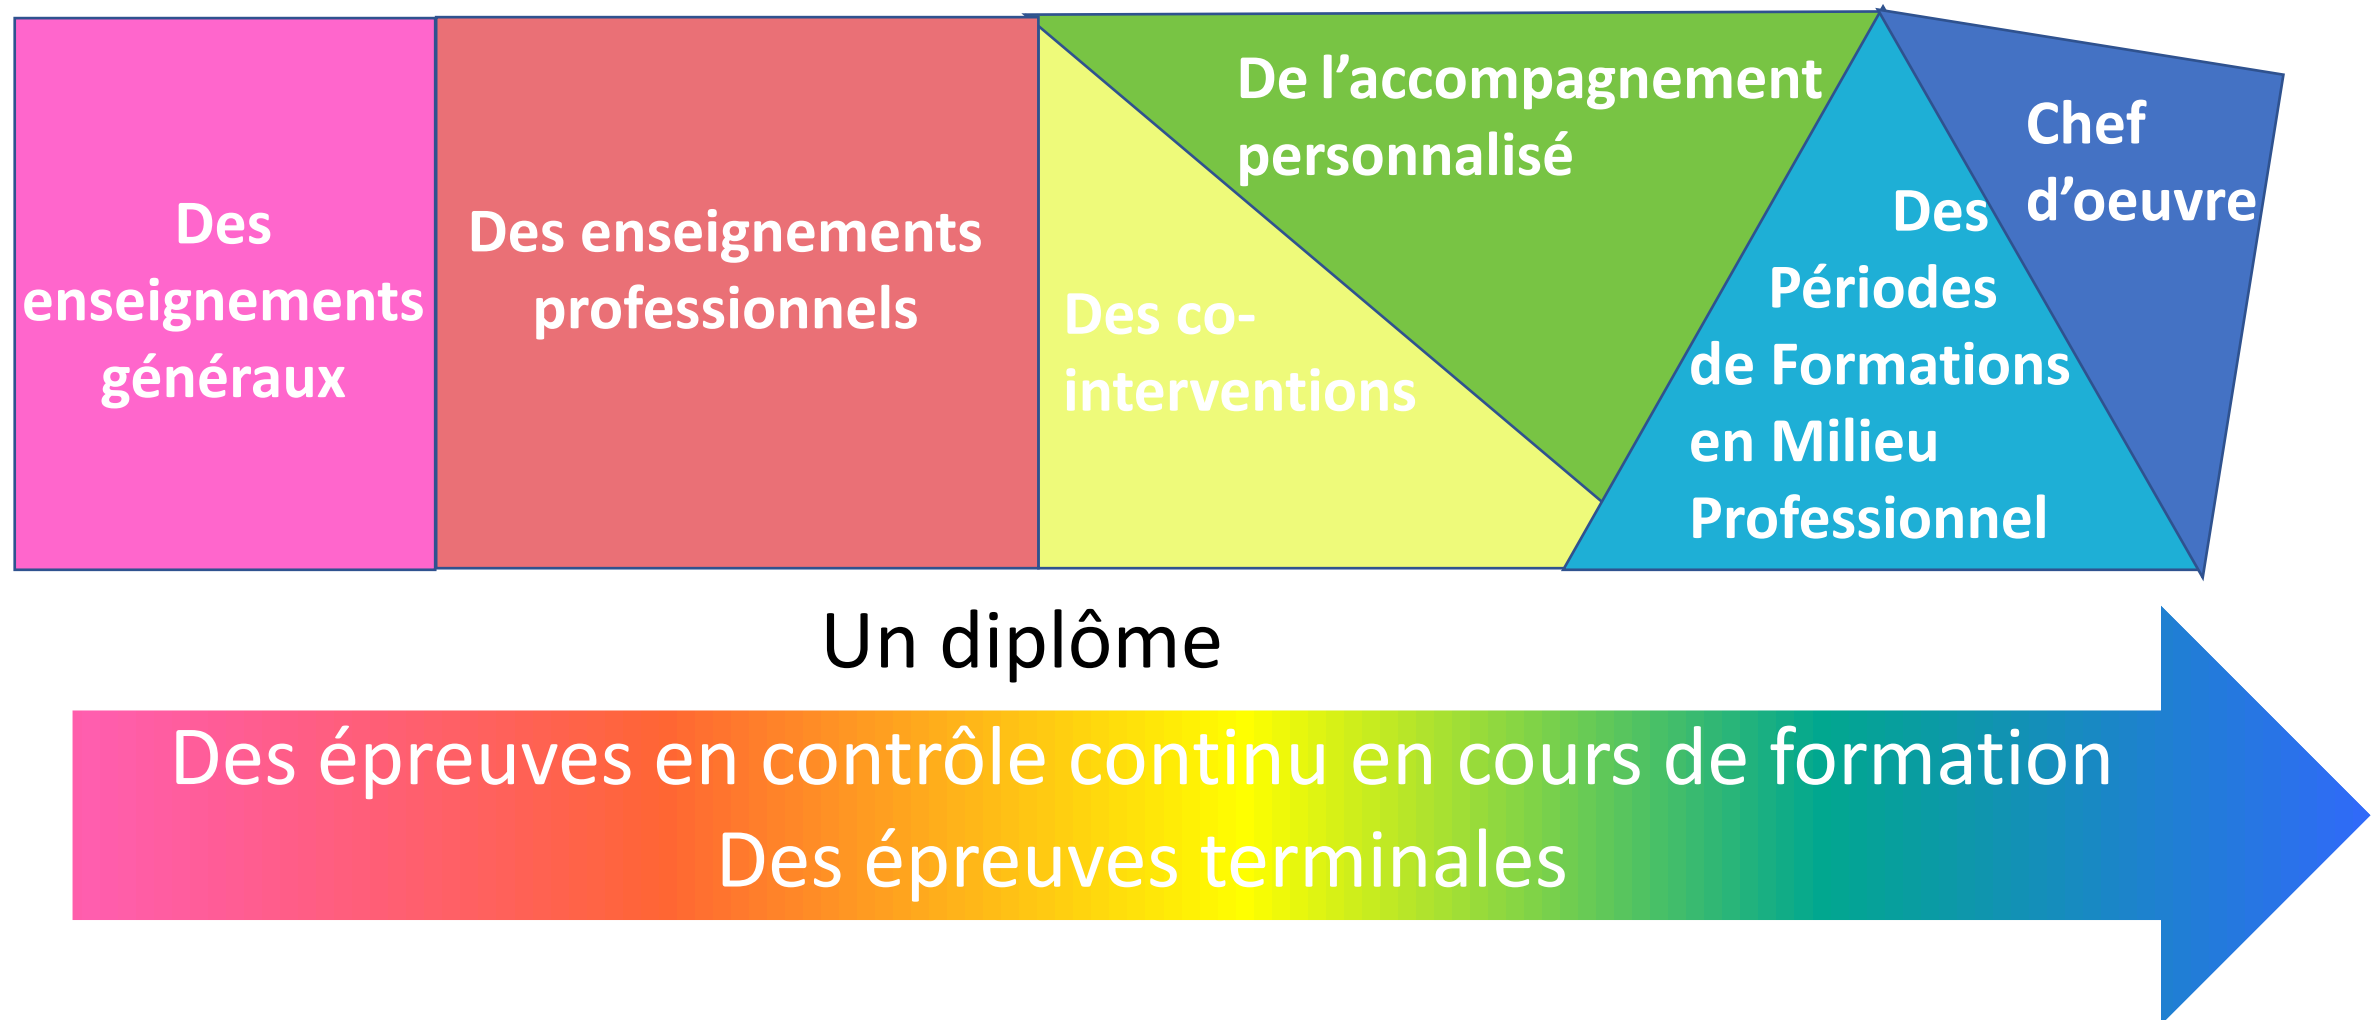 Des
enseignements
généraux
Des enseignements
professionnels
Des co-
interventions
De l’accompagnement
personnalisé
Des
Périodes
de Formations
en Milieu
Professionnel
Chef
d’oeuvre
Un diplôme
Des épreuves en contrôle continu en cours de formation
Des épreuves terminales